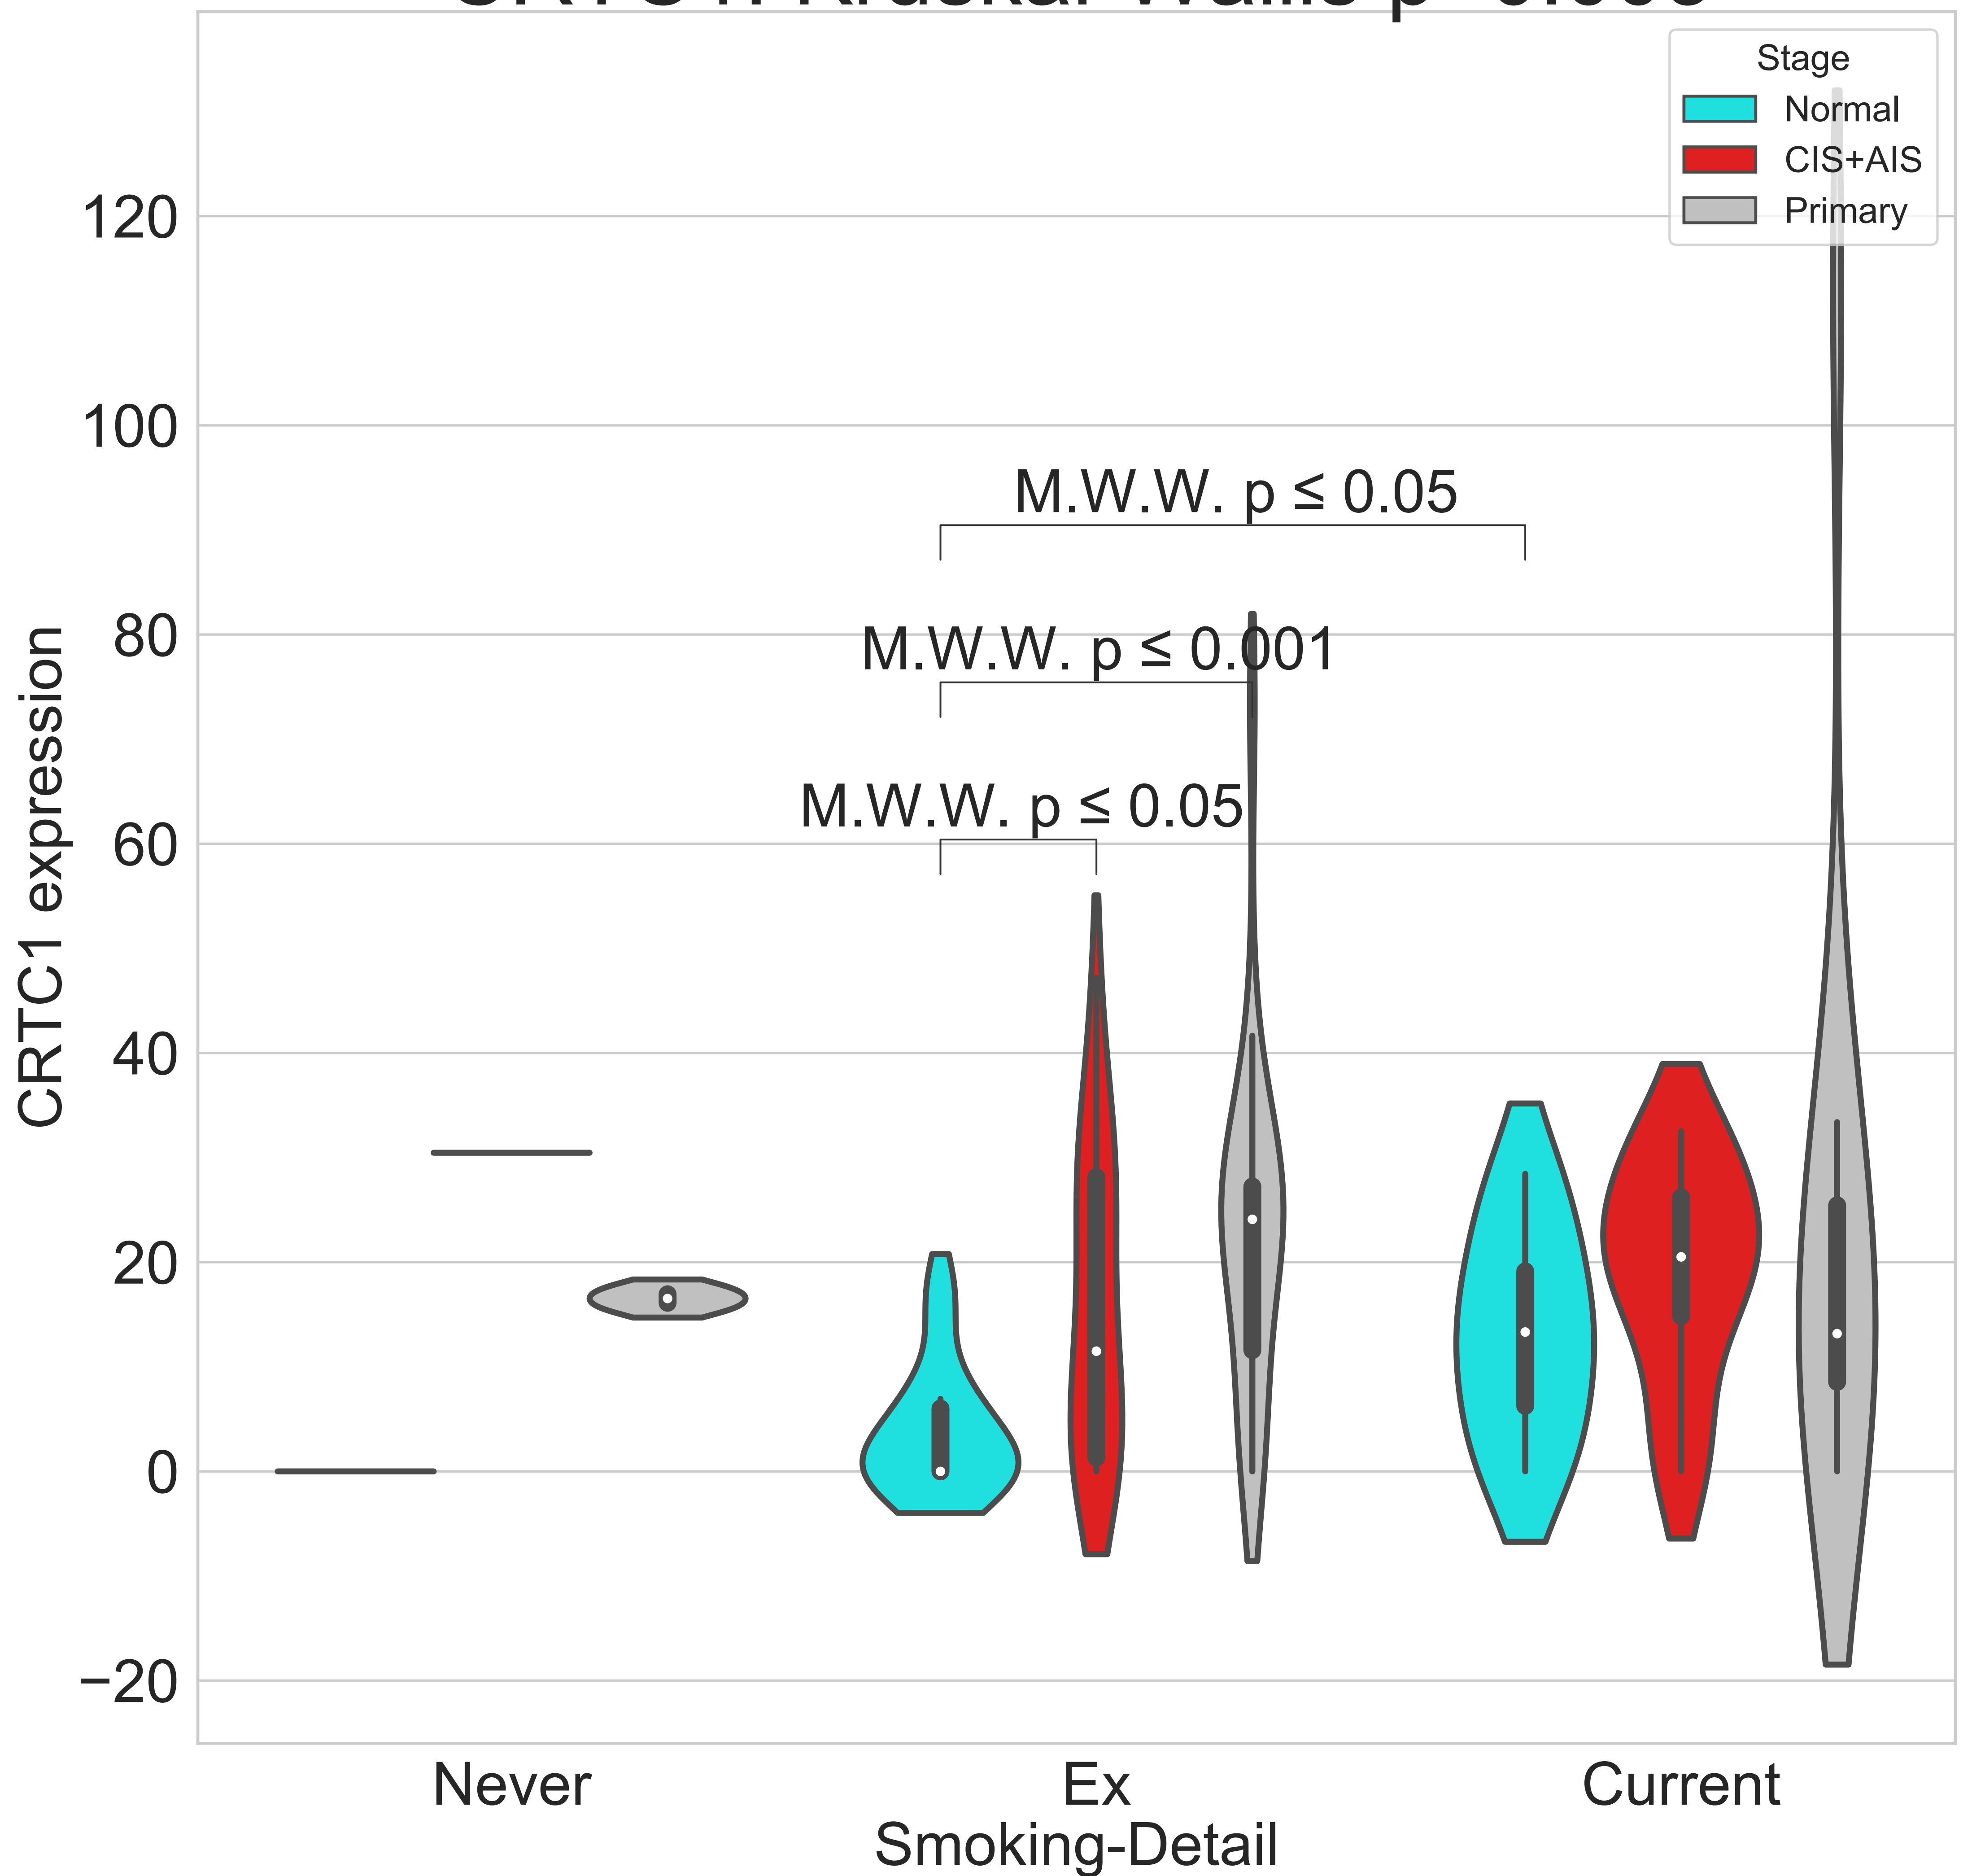 Stage
Normal
CIS+AIS
Primary
120
100
80
60
40
20
0
−20
CRTC1 expression
M.W.W. p ≤ 0.05
M.W.W. p ≤ 0.001
M.W.W. p ≤ 0.05
Never
Ex
Current
Smoking-Detail